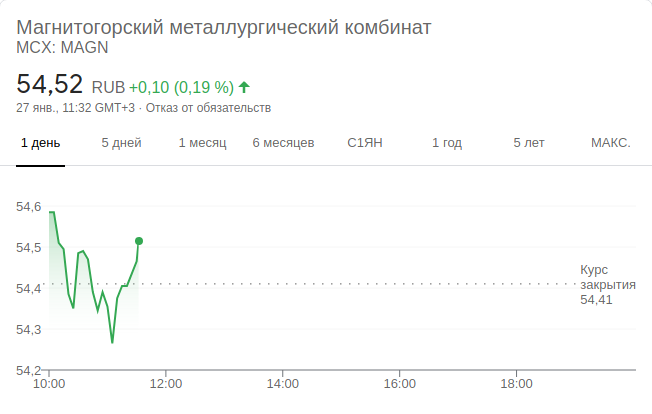 Магнитогорский металлургический комбинат
MCX: MAGN
54,52 RUB +0,10 (0,19 %)
27 янв., 11:32 GMT+3 · Отказ от обязательств
1 день 5 дней 1 месяц 6 месяцев С1ЯН 1 год 5 лет МАКС.
54,6
54,5
Курс
закрытия
54,4
54,41
54,3
54,2
10:00 12:00 14:00 16:00 18:00